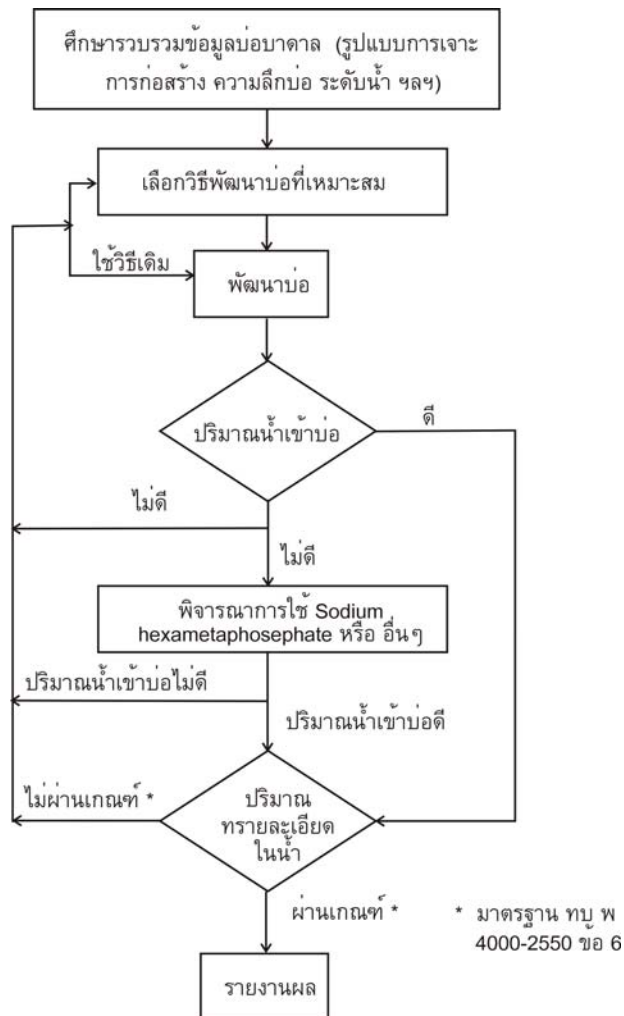 ศึกษารวบรวมข้อมูลบ่อบาดาล (รูปแบบการเจาะ
การก่อสร้าง ความลึกบ่อ ระดับน้ำ ฯลฯ)
เลือกวิธีพัฒนาบ่อที่เหมาะสม
ใช้วิธีเดิม
พัฒนาบ่อ
ปริมาณน้ำเข้าบ่อ
ดี
ไม่ดี
ไม่ดี
พิจารณาการใช้ Sodium
hexametaphosephate หรือ อื่นๆ
ปริมาณน้ำเข้าบ่อไม่ดี
ปริมาณน้ำเข้าบ่อดี
ไม่ผ่านเกณฑ์ *
ปริมาณ
ทรายละเอียด
ในน้ำ
ผ่านเกณฑ์ *
* มาตรฐาน ทบ พ
4000-2550 ข้อ 6
รายงานผล